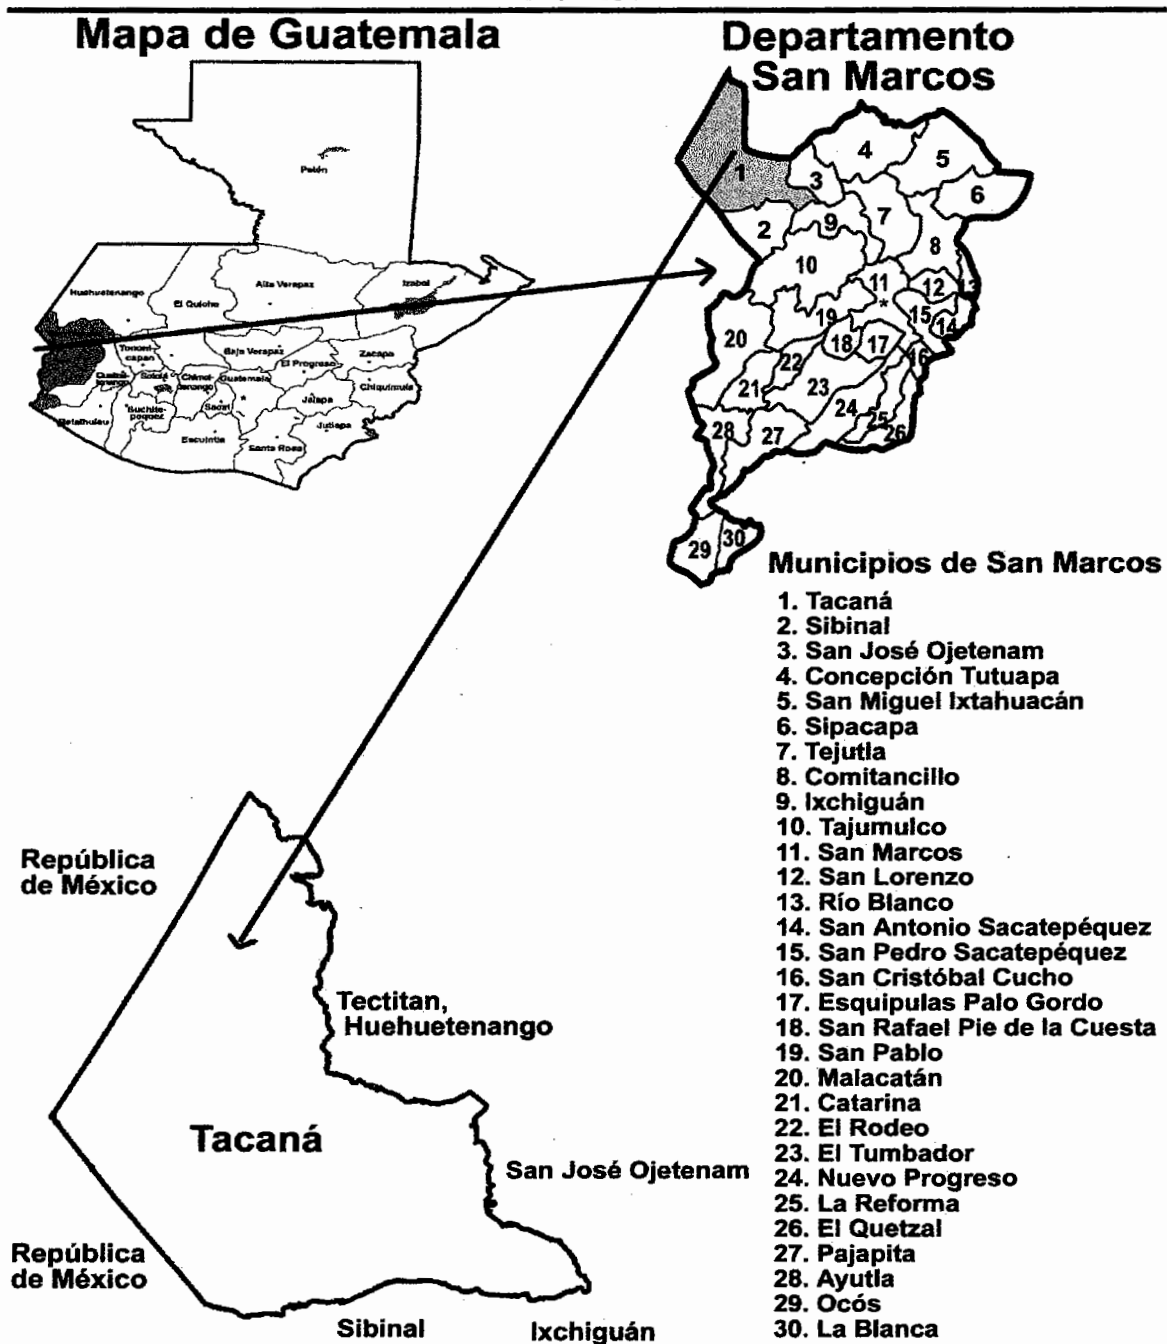 Mapa de Guatemala
Petén
Huehuetenango
El Quiche
Alta Verapaz
Izabal
Totoni-
capan
Baja Verapaz
El Progreso
Zacapa
Sololá
Chimal-
tenango
Guatemala
Chiquimula
Jalapa
Suchite-
poquez
Retalhuleu
Escuintla
Santa Rosa
Jutiapa
Departamento
San Marcos
1
2
3
4
5
6
7
8
9
10
11
*
12
13
14
15
16
17
18
19
20
21
22
23
24
25
26
27
28
29
30
Municipios de San Marcos
1. Tacaná
2. Sibinal
3. San José Ojetenam
4. Concepción Tutuapa
5. San Miguel Ixtahuacán
6. Sipacapa
7. Tejutla
8. Comitancillo
9. Ixchiguán
10. Tajumulco
11. San Marcos
12. San Lorenzo
13. Río Blanco
14. San Antonio Sacatepéquez
15. San Pedro Sacatepéquez
16. San Cristóbal Cucho
17. Esquipulas Palo Gordo
18. San Rafael Pie de la Cuesta
19. San Pablo
20. Malacatán
21. Catarina
22. El Rodeo
23. El Tumbador
24. Nuevo Progreso
25. La Reforma
26. El Quetzal
27. Pajapita
28. Ayutla
29. Ocós
30. La Blanca
República
de México
Tectitan,
Huehuetenango
Tacaná
San José Ojetenam
República
de México
Sibinal
Ixchiguán